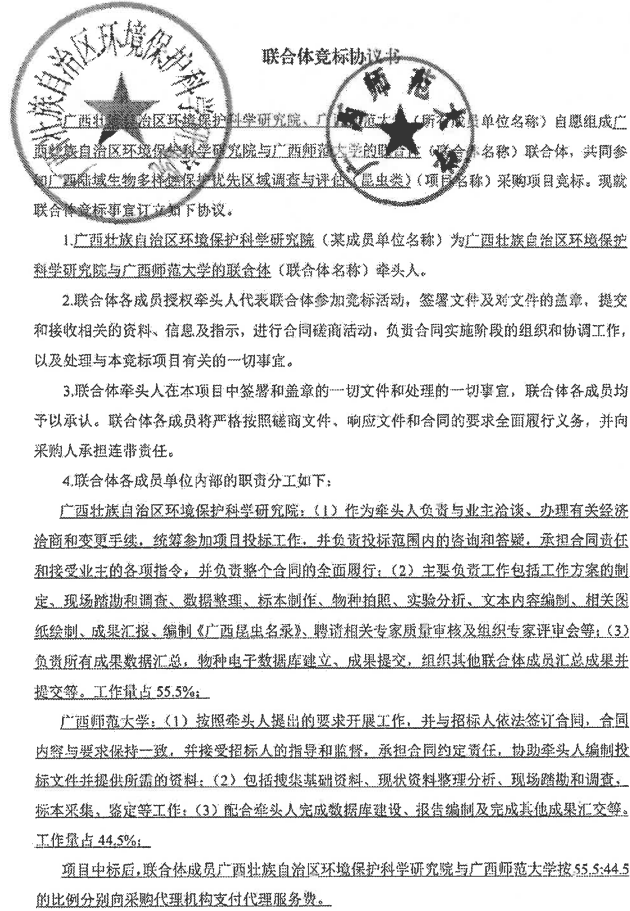 联合体竞标协议书
广西壮族自治区环境保护科学研究院、广西师范大学（所有成员单位名称）自愿组成广
西壮族自治区环境保护科学研究院与广西师范大学的联合体（联合体名称）联合体，共同参
加广西陆域生物多样性保护优先区域调查与评估（昆虫类）（项目名称）采购项目竞标。现就
联合体竞标事宜订立如下协议。
1.广西壮族自治区环境保护科学研究院（某成员单位名称）为广西壮族自治区环境保护
科学研究院与广西师范大学的联合体（联合体名称）牵头人。
2.联合体各成员授权牵头人代表联合体参加竞标活动，签署文件及对文件的盖章，提交
和接收相关的资料、信息及指示，进行合同磋商活动，负责合同实施阶段的组织和协调工作，
以及处理与本竞标项目有关的一切事宜。
3.联合体牵头人在本项目中签署和盖章的一切文件和处理的一切事宜，联合体各成员均
予以承认。联合体各成员将严格按照磋商文件、响应文件和合同的要求全面履行义务，并向
采购人承担连带责任。
4.联合体各成员单位内部的职责分工如下：
广西壮族自治区环境保护科学研究院：（1）作为牵头人负责与业主洽谈、办理有关经济
洽商和变更手续，统筹参加项目投标工作，并负责投标范围内的咨询和答疑，承担合同责任
和接受业主的各项指令，并负责整个合同的全面履行；（2）主要负责工作包括工作方案的制
定、现场踏勘和调查、数据整理、标本制作、物种拍照、实验分析、文本内容编制、相关图
纸绘制、成果汇报、编制《广西昆虫名录》、聘请相关专家质量审核及组织专家评审会等；（3）
负责所有成果数据汇总，物种电子数据库建立、成果提交，组织其他联合体成员汇总成果并
提交等。工作量占 55.5%；
广西师范大学：（1）按照牵头人提出的要求开展工作，并与招标人依法签订合同，合同
内容与要求保持一致，并接受招标人的指导和监督，承担合同约定责任，协助牵头人编制投
标文件并提供所需的资料；（2）包括搜集基础资料、现状资料整理分析、现场踏勘和调查，
标本采集、鉴定等工作；（3）配合牵头人完成数据库建设、报告编制及完成其他成果汇交等。
工作量占 44.5%；
项目中标后，联合体成员广西壮族自治区环境保护科学研究院与广西师范大学按 55.5:44.5
的比例分别向采购代理机构支付代理服务费。
广西壮族自治区环境保护科学研究院
广西师范大学